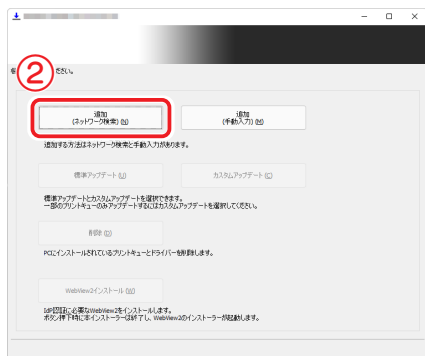 ②
ださい。
追加
(ネットワーク検索) (N)
追加
(手動入力) (M)
追加する方法はネットワーク検索と手動入力があります。
標準アップデート (U)
カスタムアップデート (C)
標準アップデートとカスタムアップデートを選択できます。
一部のプリントキューのみアップデートするにはカスタムアップデートを選択してください。
削除 (D)
PCにインストールされているプリントキューとドライバーを削除します。
WebView2インストール (W)
IdP認証に必要なWebView2をインストールします。
ボタン押下時に本インストーラーは終了し、WebView2のインストーラーが起動します。